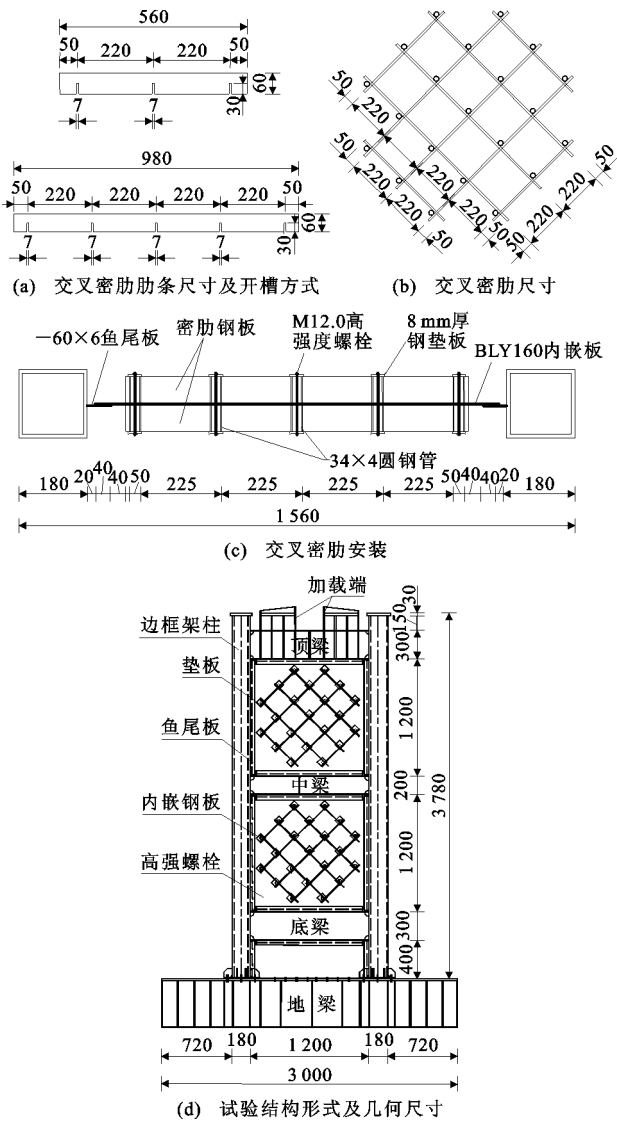 560
50 220 220 50
60
30
7 7
980
50 220 220 220 220 50
60
30
7 7 7 7
(a) 交叉密肋肋条尺寸及开槽方式
50
220
50
220
220
220
220
50
50
50
220
220
50
(b) 交叉密肋尺寸
—60×6鱼尾板
密肋钢板
M12.0高
强度螺栓
8 mm厚
钢垫板
BLY160内嵌板
34×4圆钢管
180 20 40 40 50 225 225 225 225 50 40 40 20 180
1 560
(c) 交叉密肋安装
加载端
边框架柱
顶梁
垫板
鱼尾板
中梁
内嵌钢板
高强螺栓
底梁
地梁
30
150
300
1 200
200
1 200
300
400
3 780
720 180 1 200 180 720
3 000
(d) 试验结构形式及几何尺寸